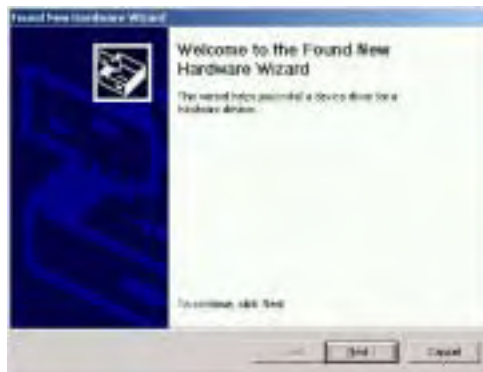 Found New Hardware Wizard
Welcome to the Found New
Hardware Wizard
This wizard helps you install a device driver for a
hardware device.
To continue, click Next
Next
Cancel